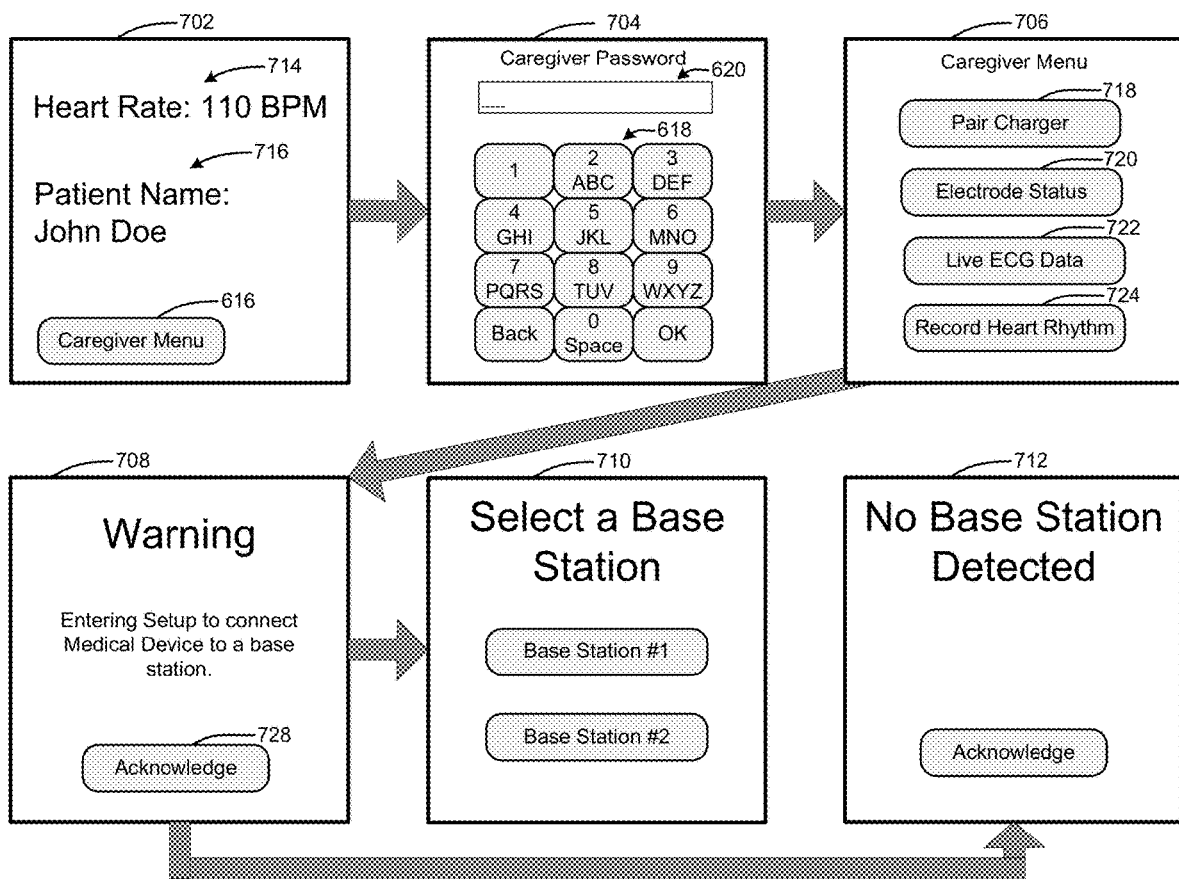 702
714
Heart Rate: 110 BPM
716
Patient Name:
John Doe
616
Caregiver Menu
704
Caregiver Password
620
----
618
1
2
ABC
3
DEF
4
GHI
5
JKL
6
MNO
7
PQRS
8
TUV
9
WXYZ
Back
0
Space
OK
706
Caregiver Menu
718
Pair Charger
720
Electrode Status
722
Live ECG Data
724
Record Heart Rhythm
708
Warning
Entering Setup to connect
Medical Device to a base
station.
728
Acknowledge
710
Select a Base
Station
Base Station #1
Base Station #2
712
No Base Station
Detected
Acknowledge